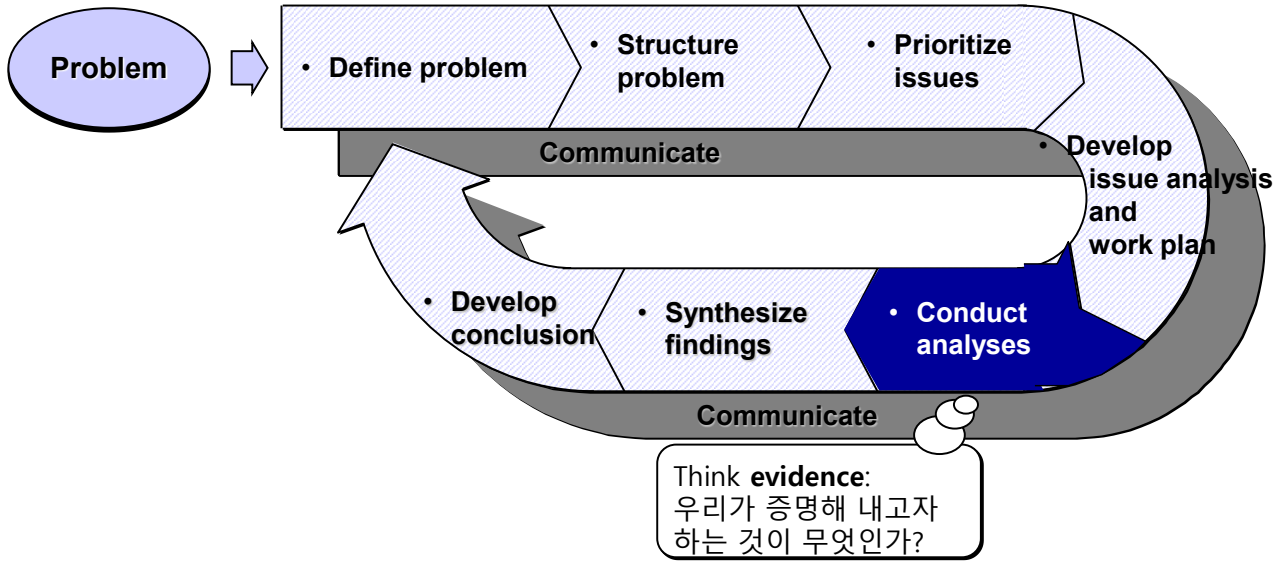 Problem
• Define problem
• Structure
problem
• Prioritize
issues
Communicate
• Develop
issue analysis
and
work plan
• Conduct
analyses
• Synthesize
findings
• Develop
conclusion
Communicate
Think evidence:
우리가 증명해 내고자
하는 것이 무엇인가?